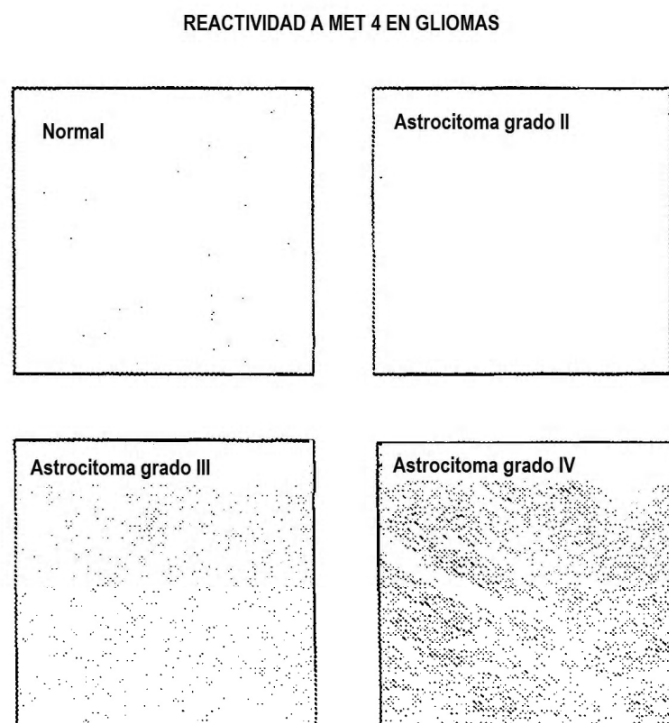 REACTIVIDAD A MET 4 EN GLIOMAS
Normal
Astrocitoma grado II
Astrocitoma grado III
Astrocitoma grado IV